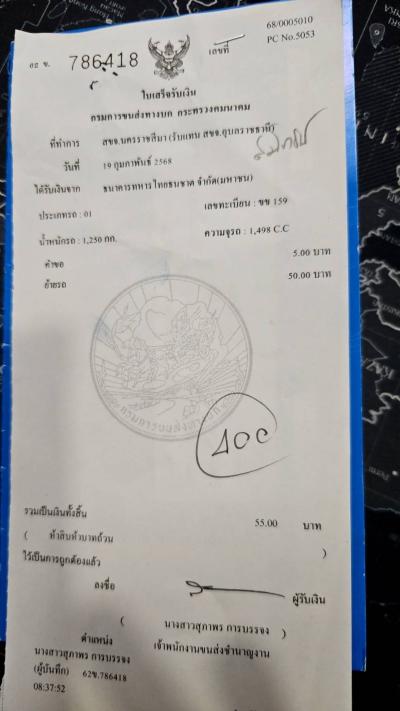 68/0005010
62 ข. 786418 เลขที่ PC No.5053
ใบเสร็จรับเงิน
กรมการขนส่งทางบก กระทรวงคมนาคม
ที่ทำการ สขจ.นครราชสีมา (รับแทน สขจ.อุบลราชธานี)
วันที่ 19 กุมภาพันธ์ 2568
ได้รับเงินจาก ธนาคารทหารไทยธนชาต จำกัด(มหาชน)
ประเภทรถ : 01 เลขทะเบียน : ขข 159
น้ำหนักรถ : 1,250 กก. ความจุรถ : 1,498 C.C
คำขอ 5.00 บาท
ย้ายรถ 50.00 บาท
กรมการขนส่งทางบก
400
รวมเป็นเงินทั้งสิ้น 55.00 บาท
( ห้าสิบห้าบาทถ้วน )
ไว้เป็นการถูกต้องแล้ว
ลงชื่อ ผู้รับเงิน
( นางสาวสุภาพร การบรรจง )
ตำแหน่ง เจ้าพนักงานขนส่งชำนาญงาน
นางสาวสุภาพร การบรรจง
(ผู้บันทึก) 62ข.786418
08:37:52